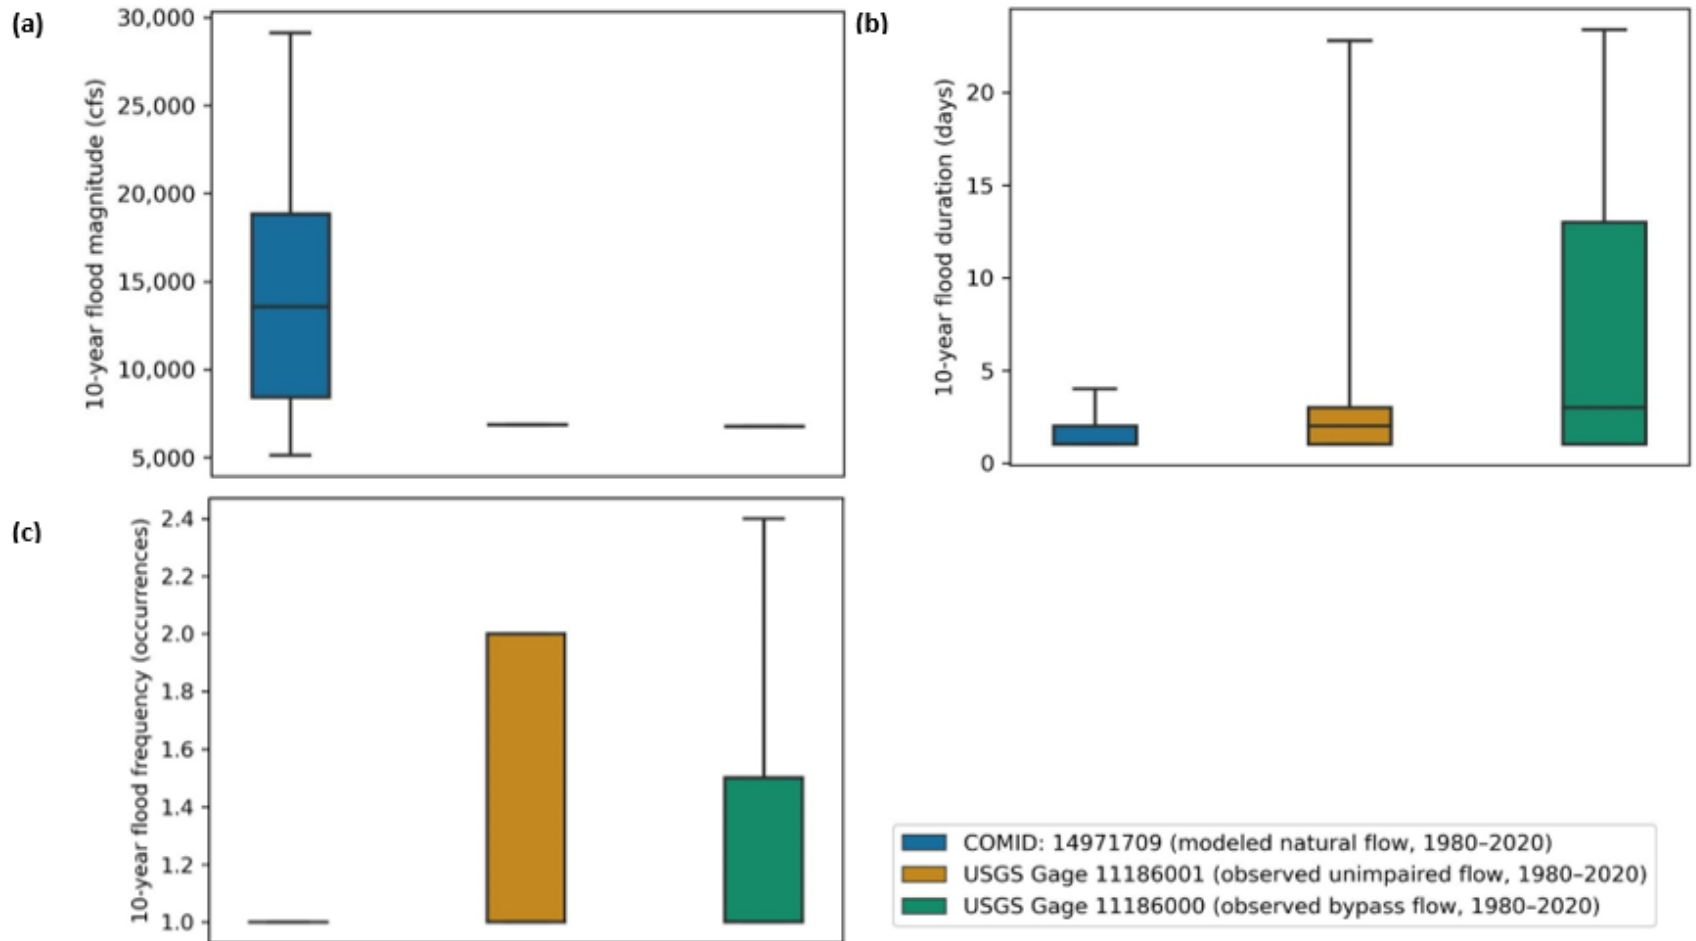 (a)
10-year flood magnitude (cfs)
30,000
25,000
20,000
15,000
10,000
5,000
(b)
10-year flood duration (days)
20
15
10
5
0
(c)
10-year flood frequency (occurrences)
2.4
2.2
2.0
1.8
1.6
1.4
1.2
1.0
COMID: 14971709 (modeled natural flow, 1980–2020)
USGS Gage 11186001 (observed unimpaired flow, 1980–2020)
USGS Gage 11186000 (observed bypass flow, 1980–2020)